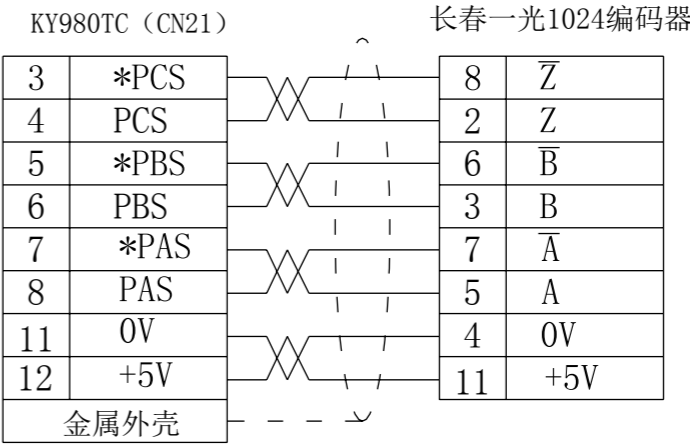 KY980TC（CN21） 长春一光1024编码器
3 *PCS 8 Z̅
4 PCS 2 Z
5 *PBS 6 B̅
6 PBS 3 B
7 *PAS 7 A̅
8 PAS 5 A
11 0V 4 0V
12 +5V 11 +5V
金属外壳